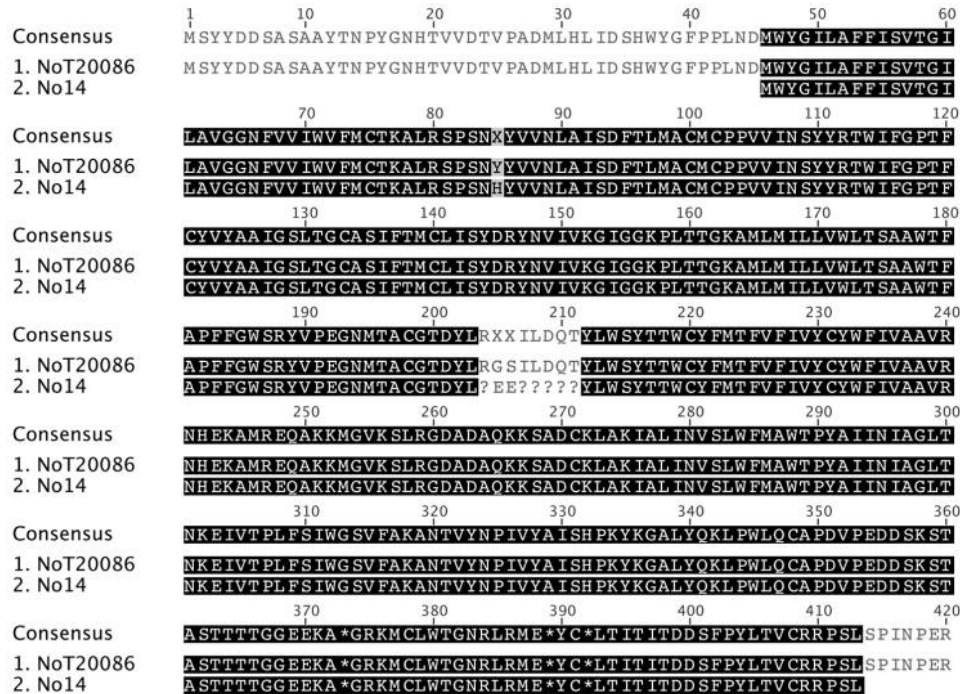 1 10 20 30 40 50 60
Consensus MSYYDDSASAAYTNPYGNHTVVDTVPADMLHLIDSHWYGFPPLNDMWYGILAFFISVTGI
1. NoT20086 MSYYDDSASAAYTNPYGNHTVVDTVPADMLHLIDSHWYGFPPLNDMWYGILAFFISVTGI
2. No14 MWYGILAFFISVTGI
70 80 90 100 110 120
Consensus LAVGGNFVVIWVFMCTKALRSPSNXYVVNLAISDFTLMACMCPPVVINSYYRTWIFGPTF
1. NoT20086 LAVGGNFVVIWVFMCTKALRSPSNYYVVNLAISDFTLMACMCPPVVINSYYRTWIFGPTF
2. No14 LAVGGNFVVIWVFMCTKALRSPSNHYVVNLAISDFTLMACMCPPVVINSYYRTWIFGPTF
130 140 150 160 170 180
Consensus CYVYAAIGSLTGCASIFTMCLISYDRYNVIVKGIGGKPLTTGKAMLMILLVWLTSAAWTF
1. NoT20086 CYVYAAIGSLTGCASIFTMCLISYDRYNVIVKGIGGKPLTTGKAMLMILLVWLTSAAWTF
2. No14 CYVYAAIGSLTGCASIFTMCLISYDRYNVIVKGIGGKPLTTGKAMLMILLVWLTSAAWTF
190 200 210 220 230 240
Consensus APFFGWSRYVPEGNMTACGTDYLRXXILDQTYLWSYTTWCYFMTFVFIVYCYWFIVAAVR
1. NoT20086 APFFGWSRYVPEGNMTACGTDYLRGSILDQTYLWSYTTWCYFMTFVFIVYCYWFIVAAVR
2. No14 APFFGWSRYVPEGNMTACGTDYL?EE?????YLWSYTTWCYFMTFVFIVYCYWFIVAAVR
250 260 270 280 290 300
Consensus NHEKAMREQAKKMGVKSLRGDADAQKKSADCKLAKIALINVSLWFMAWTPYAIINIAGLT
1. NoT20086 NHEKAMREQAKKMGVKSLRGDADAQKKSADCKLAKIALINVSLWFMAWTPYAIINIAGLT
2. No14 NHEKAMREQAKKMGVKSLRGDADAQKKSADCKLAKIALINVSLWFMAWTPYAIINIAGLT
310 320 330 340 350 360
Consensus NKEIVTPLFSIWGSVFAKANTVYNPIVYAISHPKYKGALYQKLPWLQCAPDVPEDDSKST
1. NoT20086 NKEIVTPLFSIWGSVFAKANTVYNPIVYAISHPKYKGALYQKLPWLQCAPDVPEDDSKST
2. No14 NKEIVTPLFSIWGSVFAKANTVYNPIVYAISHPKYKGALYQKLPWLQCAPDVPEDDSKST
370 380 390 400 410 420
Consensus ASTTTTGGEEKA*GRKMCLWTGNRLRME*YC*LTITITDDSFPYLTVCRRPSLSPINPER
1. NoT20086 ASTTTTGGEEKA*GRKMCLWTGNRLRME*YC*LTITITDDSFPYLTVCRRPSLSPINPER
2. No14 ASTTTTGGEEKA*GRKMCLWTGNRLRME*YC*LTITITDDSFPYLTVCRRPSL